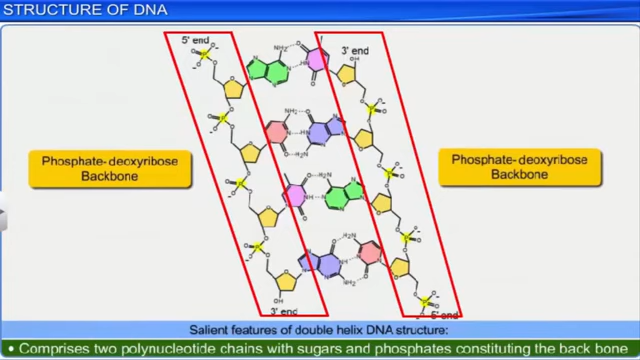 STRUCTURE OF DNA
5' end
3' end
Phosphate-deoxyribose
Backbone
Phosphate-deoxyribose
Backbone
3' end
5' end
Salient features of double helix DNA structure:
• Comprises two polynucleotide chains with sugars and phosphates constituting the back bone